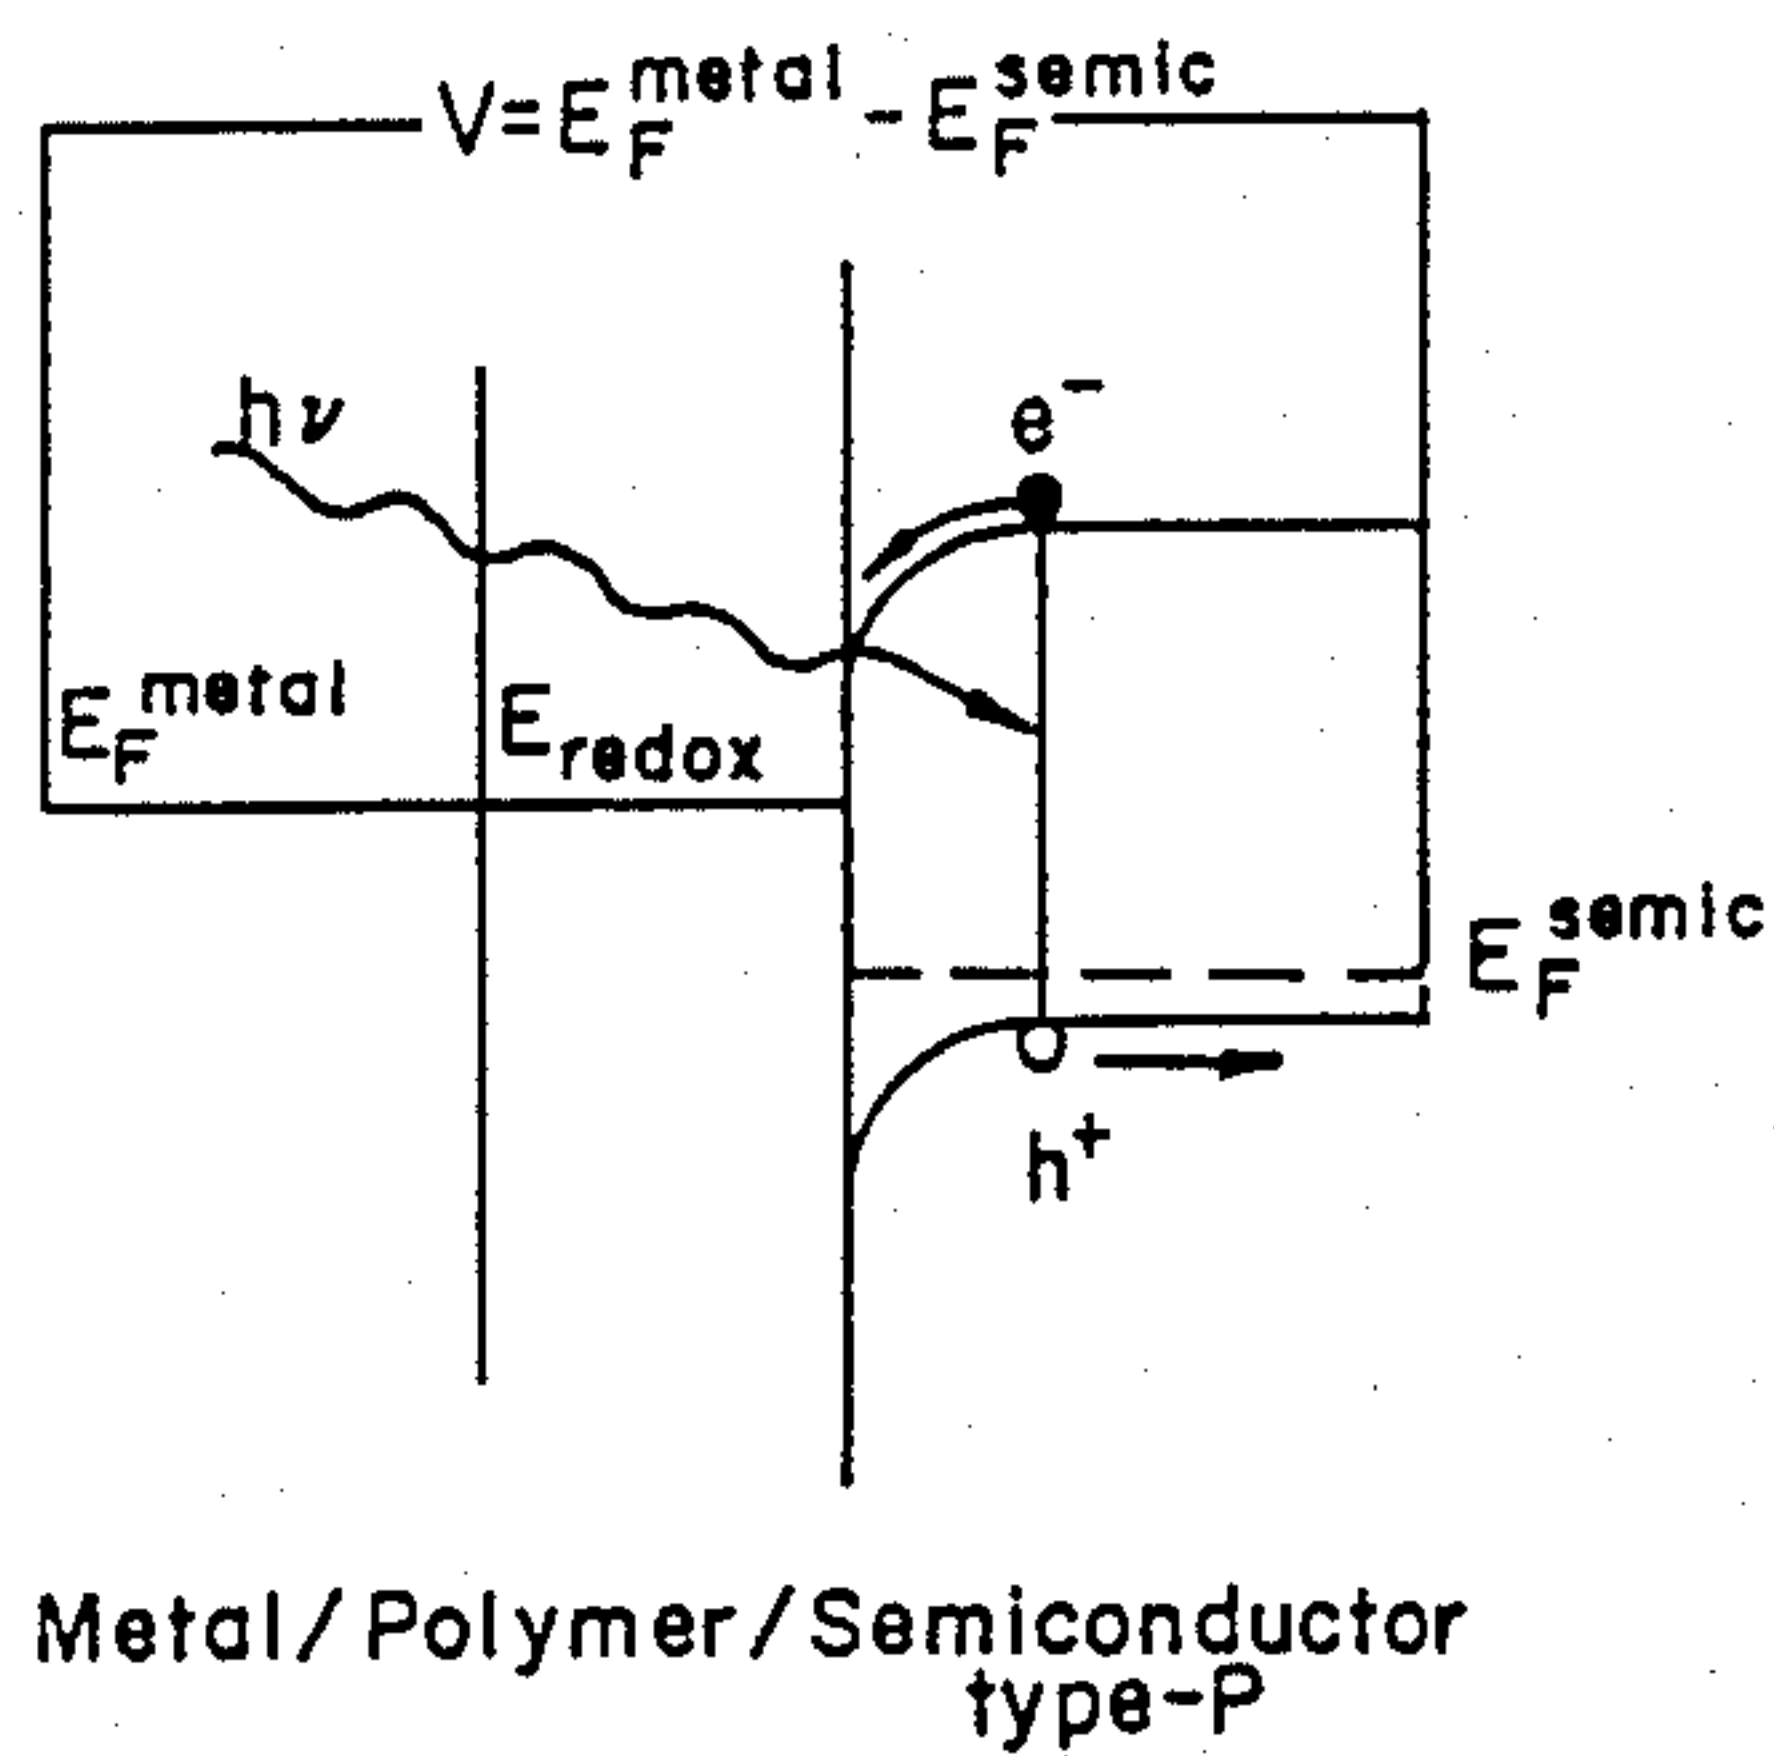 V=E_F^metal - E_F^semic
hν
e⁻
E_F^metal
E_redox
E_F^semic
h⁺
Metal/Polymer/Semiconductor
type-P